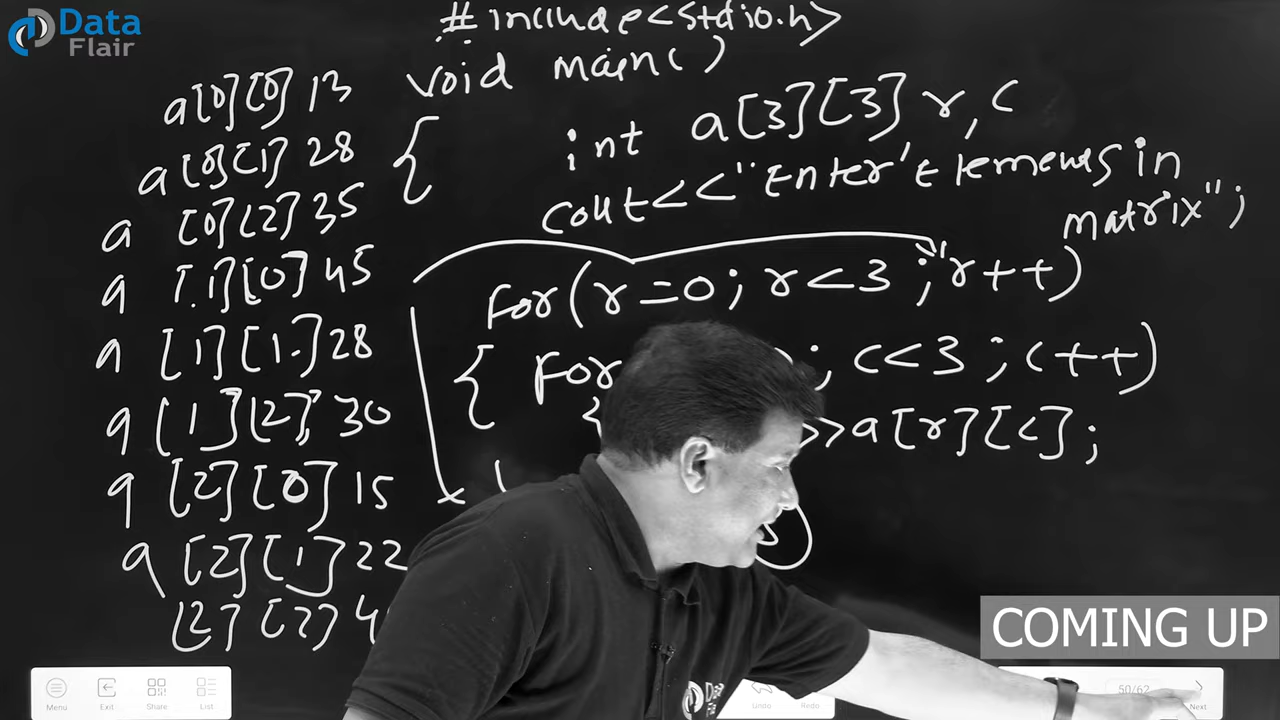 Data
Flair
#include<stdio.h>
void main()
{
int a[3][3] r, c
cout<<"Enter Elements in
matrix";
for(r=0; r<3; r++)
{ for ; c<3; c++)
{ >>a[r][c];
a[0][0] 13
a[0][1] 28
a [0][2] 35
a [1][0] 45
a [1][1] 28
a [1][2] 30
a [2][0] 15
a [2][1] 22
[2] [2] 4
COMING UP
Menu
Exit
Share
List
Undo
Redo
50/62
Next